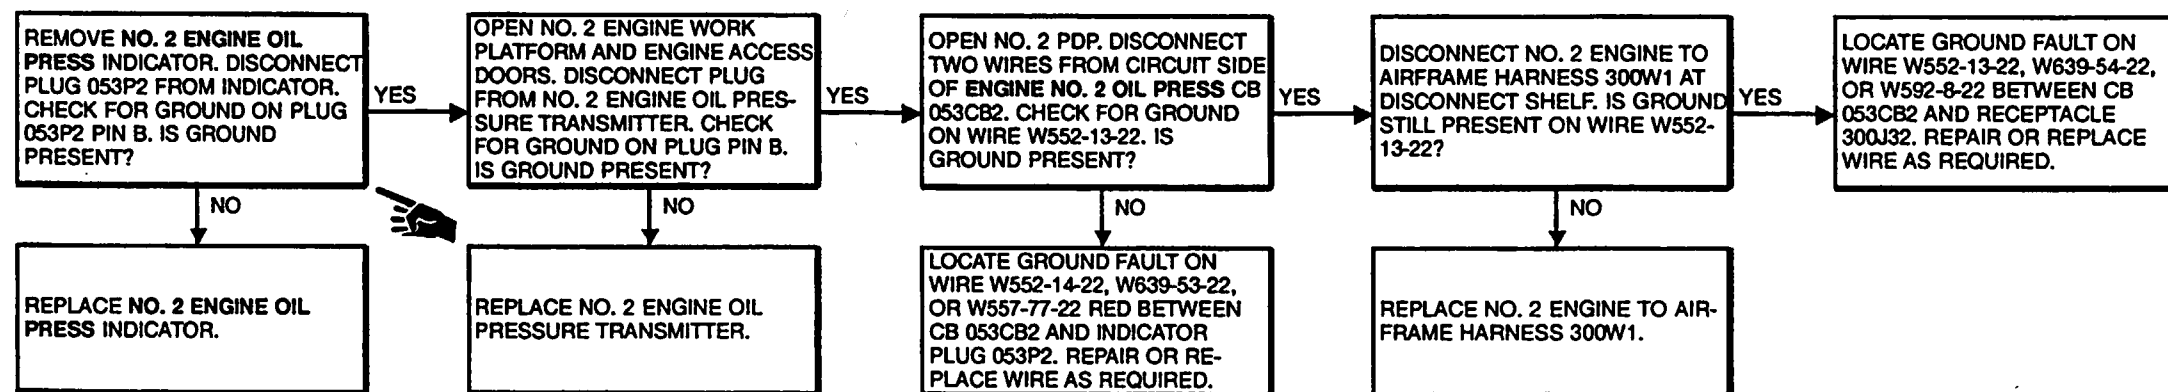 REMOVE NO. 2 ENGINE OIL
PRESS INDICATOR. DISCONNECT
PLUG 053P2 FROM INDICATOR.
CHECK FOR GROUND ON PLUG
053P2 PIN B. IS GROUND
PRESENT?
YES
OPEN NO. 2 ENGINE WORK
PLATFORM AND ENGINE ACCESS
DOORS. DISCONNECT PLUG
FROM NO. 2 ENGINE OIL PRES-
SURE TRANSMITTER. CHECK
FOR GROUND ON PLUG PIN B.
IS GROUND PRESENT?
YES
OPEN NO. 2 PDP. DISCONNECT
TWO WIRES FROM CIRCUIT SIDE
OF ENGINE NO. 2 OIL PRESS CB
053CB2. CHECK FOR GROUND
ON WIRE W552-13-22. IS
GROUND PRESENT?
YES
DISCONNECT NO. 2 ENGINE TO
AIRFRAME HARNESS 300W1 AT
DISCONNECT SHELF. IS GROUND
STILL PRESENT ON WIRE W552-
13-22?
YES
LOCATE GROUND FAULT ON
WIRE W552-13-22, W639-54-22,
OR W592-8-22 BETWEEN CB
053CB2 AND RECEPTACLE
300J32. REPAIR OR REPLACE
WIRE AS REQUIRED.
NO
NO
NO
NO
REPLACE NO. 2 ENGINE OIL
PRESS INDICATOR.
REPLACE NO. 2 ENGINE OIL
PRESSURE TRANSMITTER.
LOCATE GROUND FAULT ON
WIRE W552-14-22, W639-53-22,
OR W557-77-22 RED BETWEEN
CB 053CB2 AND INDICATOR
PLUG 053P2. REPAIR OR RE-
PLACE WIRE AS REQUIRED.
REPLACE NO. 2 ENGINE TO AIR-
FRAME HARNESS 300W1.